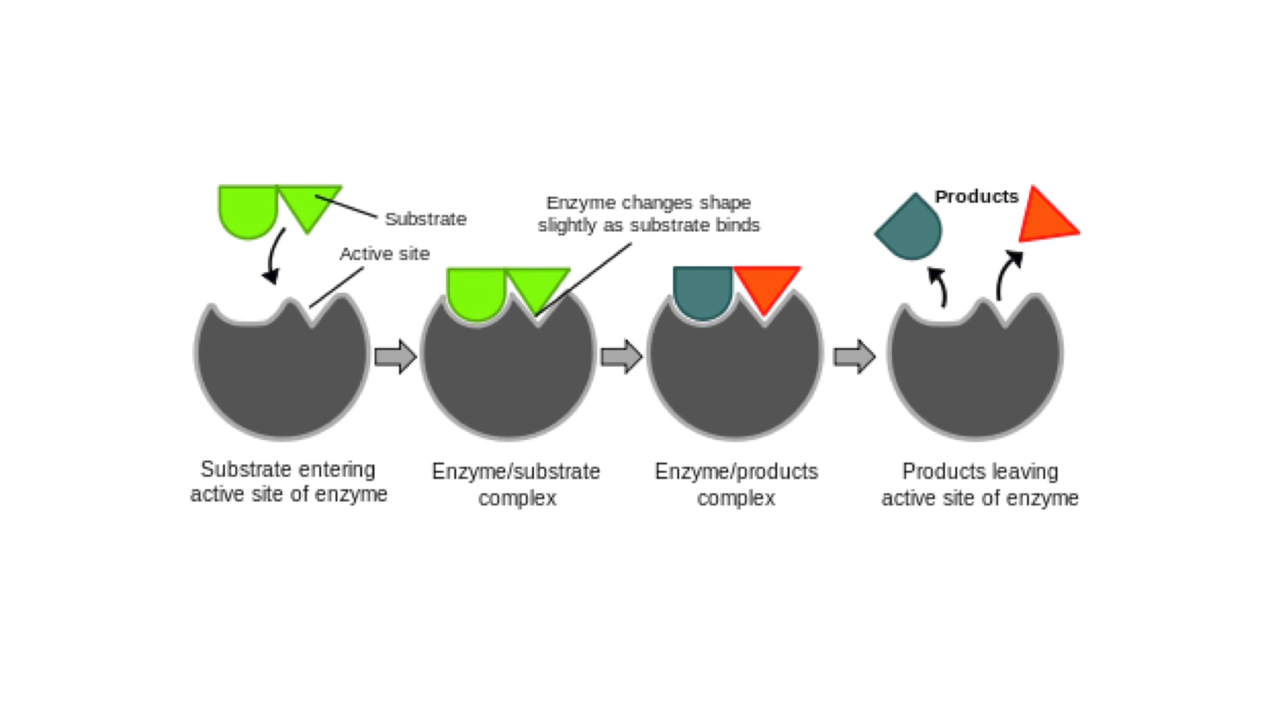 Substrate
Active site
Enzyme changes shape
slightly as substrate binds
Products
Substrate entering
active site of enzyme
Enzyme/substrate
complex
Enzyme/products
complex
Products leaving
active site of enzyme